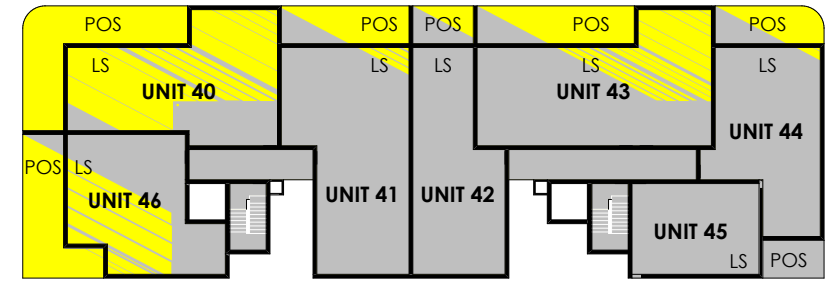 POS POS POS POS POS
LS LS LS LS LS
UNIT 40 UNIT 43
UNIT 44
POS LS
UNIT 46 UNIT 41 UNIT 42
UNIT 45
LS POS